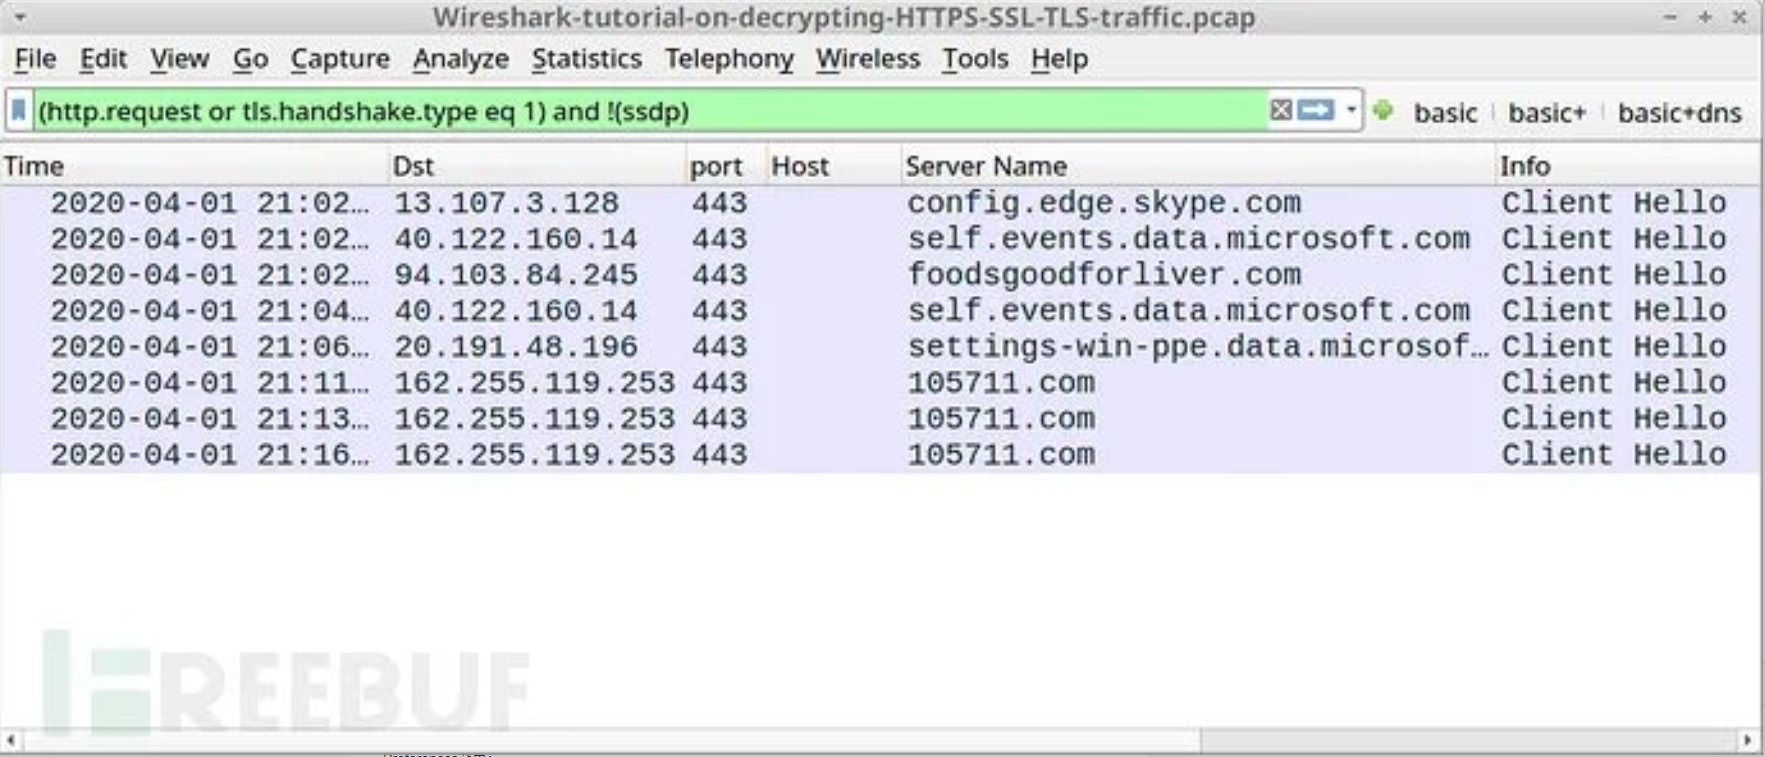 Wireshark-tutorial-on-decrypting-HTTPS-SSL-TLS-traffic.pcap
File Edit View Go Capture Analyze Statistics Telephony Wireless Tools Help
(http.request or tls.handshake.type eq 1) and !(ssdp) basic basic+ basic+dns
Time Dst port Host Server Name Info
2020-04-01 21:02… 13.107.3.128 443 config.edge.skype.com Client Hello
2020-04-01 21:02… 40.122.160.14 443 self.events.data.microsoft.com Client Hello
2020-04-01 21:02… 94.103.84.245 443 foodsgoodforliver.com Client Hello
2020-04-01 21:04… 40.122.160.14 443 self.events.data.microsoft.com Client Hello
2020-04-01 21:06… 20.191.48.196 443 settings-win-ppe.data.microsof… Client Hello
2020-04-01 21:11… 162.255.119.253 443 105711.com Client Hello
2020-04-01 21:13… 162.255.119.253 443 105711.com Client Hello
2020-04-01 21:16… 162.255.119.253 443 105711.com Client Hello
FREEBUF